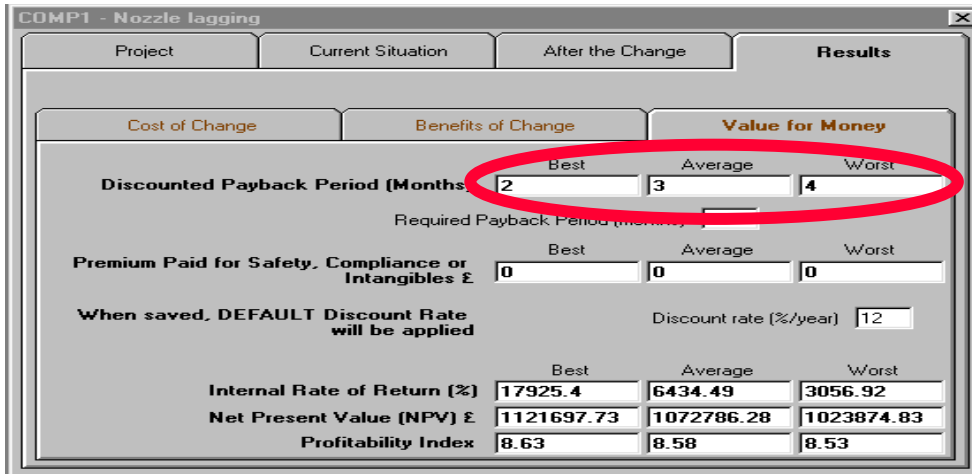 COMP1 - Nozzle lagging
Project Current Situation After the Change Results
Cost of Change Benefits of Change Value for Money
Best Average Worst
Discounted Payback Period (Months) 2 3 4
Required Payback Period (months)
Best Average Worst
Premium Paid for Safety, Compliance or
Intangibles £ 0 0 0
When saved, DEFAULT Discount Rate
will be applied Discount rate (%/year) 12
Best Average Worst
Internal Rate of Return (%) 17925.4 6434.49 3056.92
Net Present Value (NPV) £ 1121697.73 1072786.28 1023874.83
Profitability Index 8.63 8.58 8.53